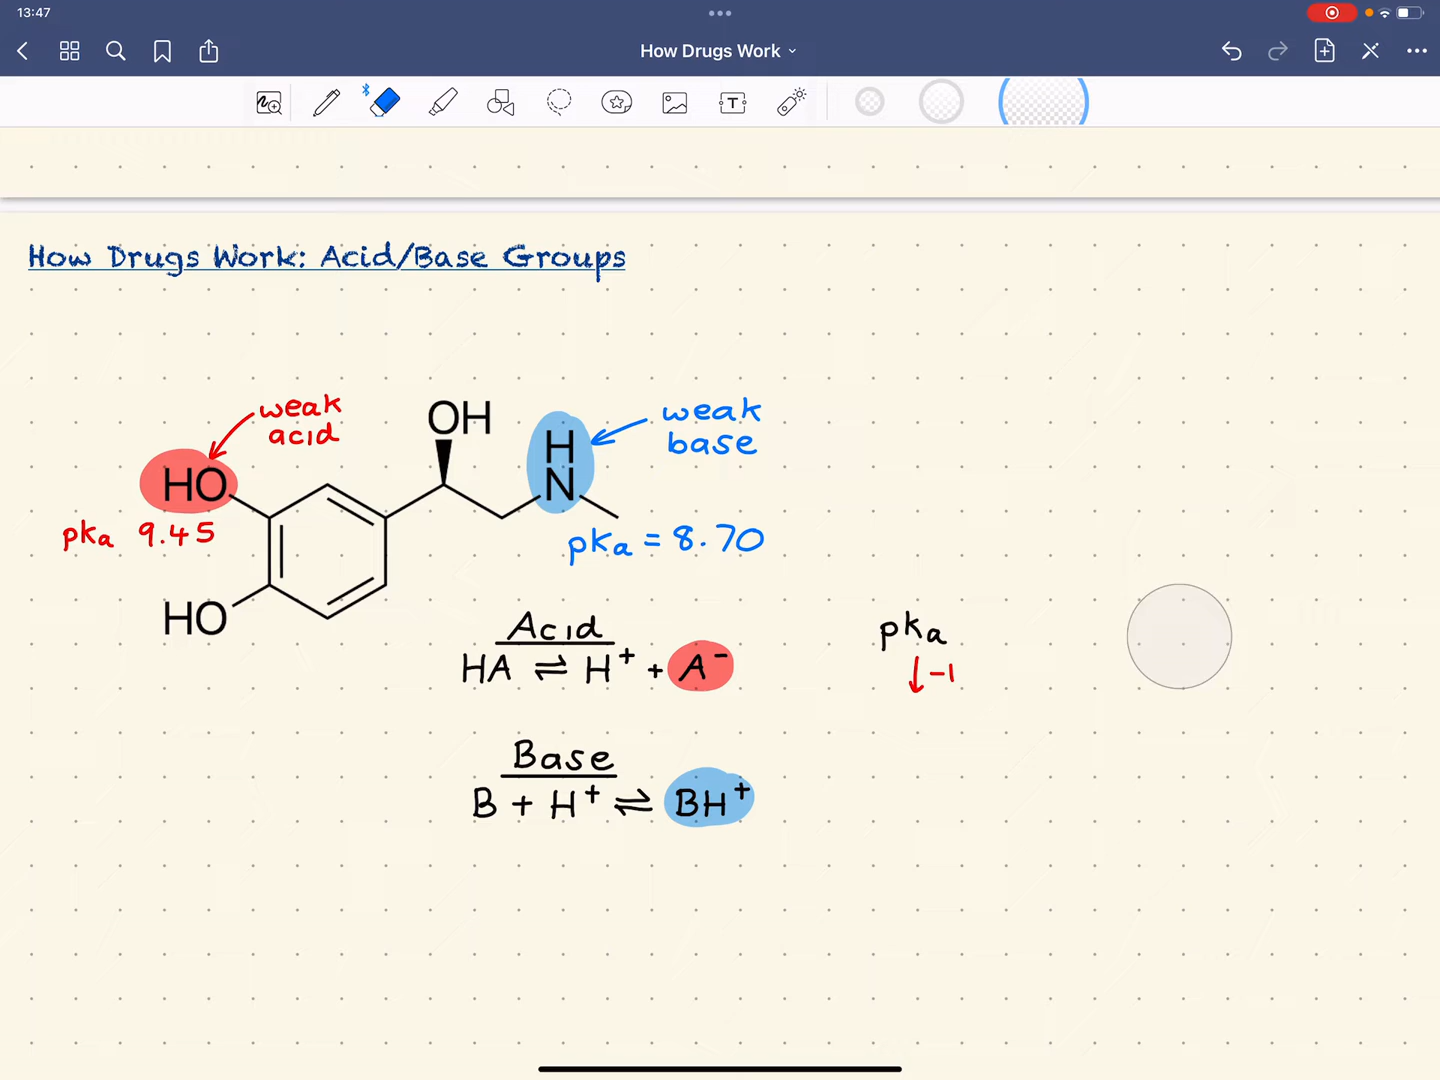 13:47
How Drugs Work
T
How Drugs Work: Acid/Base Groups
weak
acid
OH
weak
base
H
N
HO
pka 9.45
pka = 8.70
HO
Acid
HA ⇌ H⁺ + A⁻
pka
↓-1
Base
B + H⁺ ⇌ BH⁺